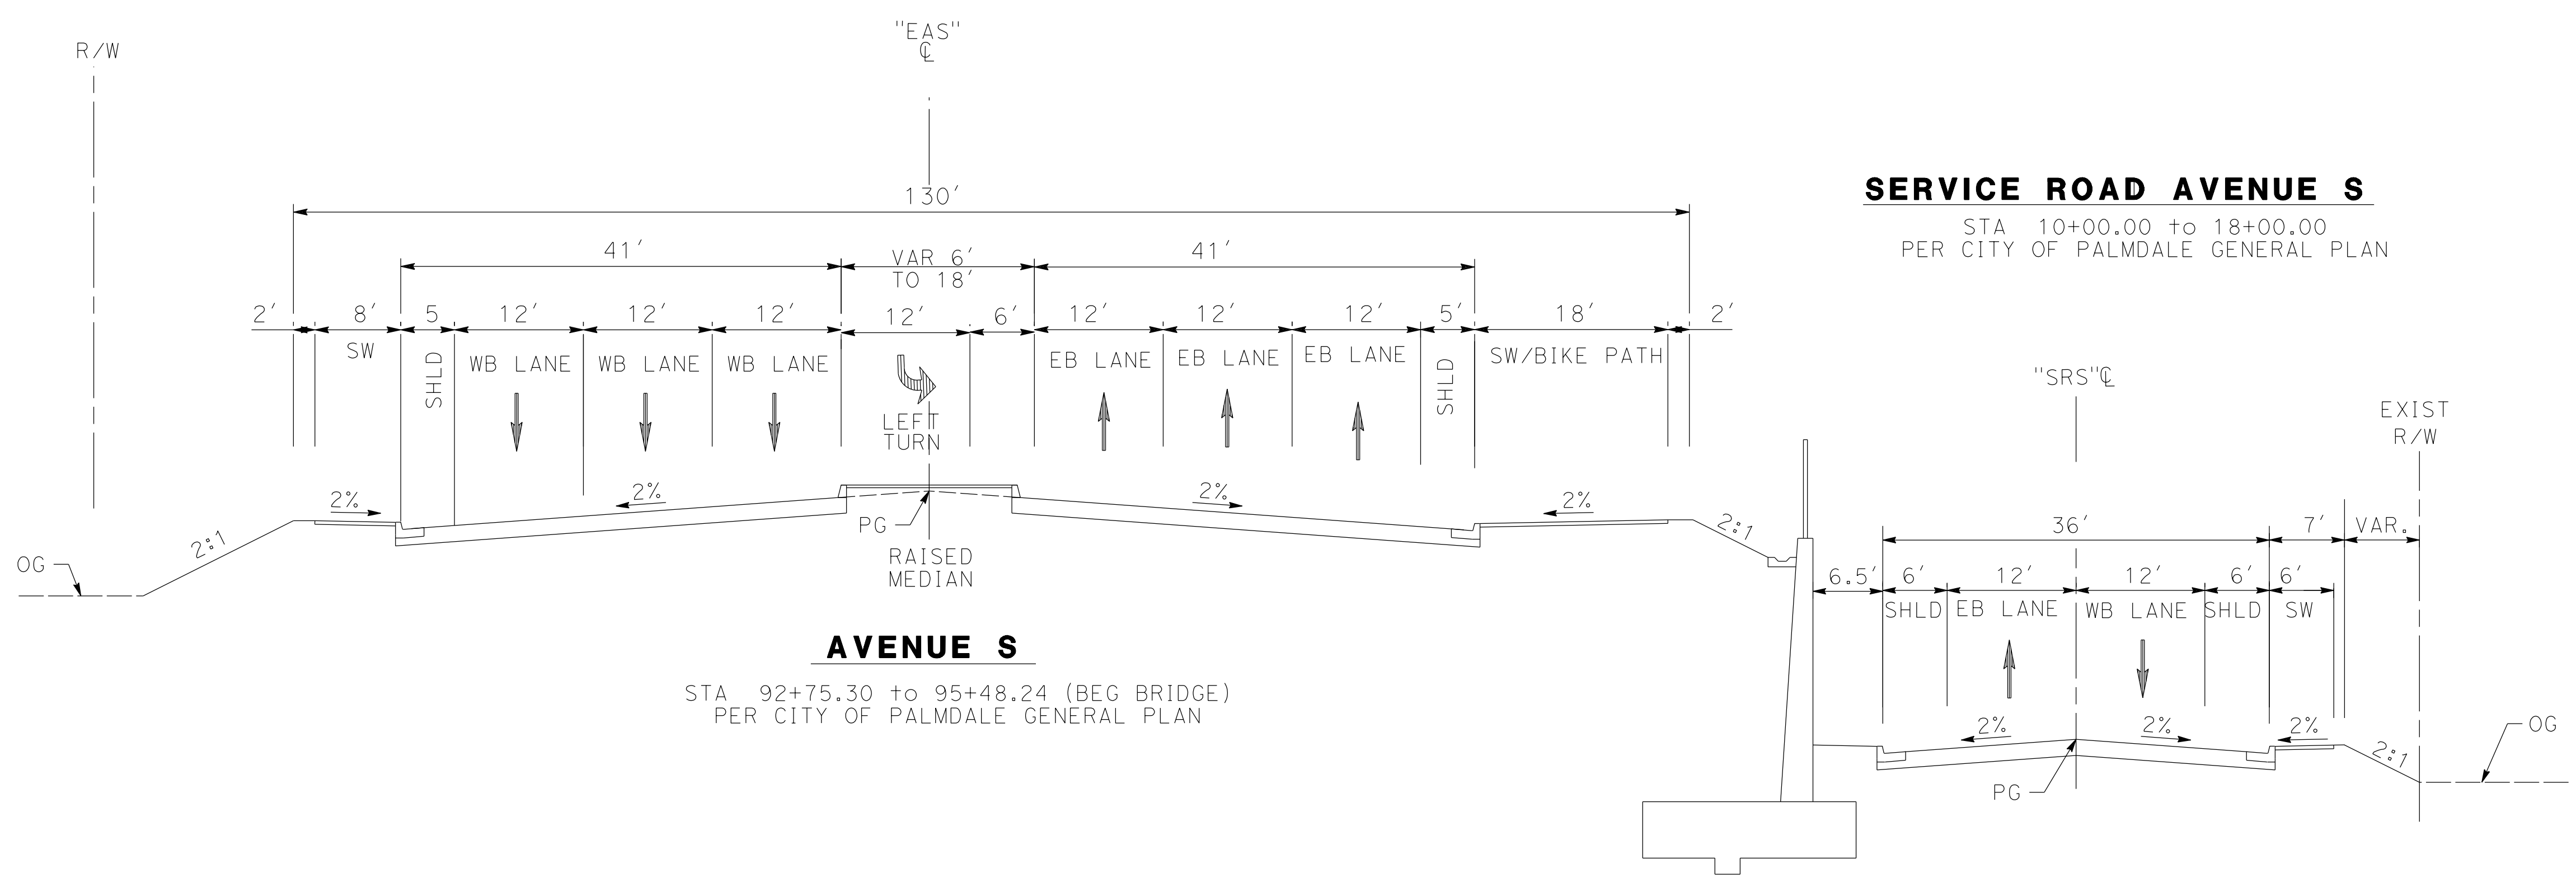 R/W
"EAS"
℄
130'
41'
VAR 6'
TO 18'
41'
2'
8'
5
12'
12'
12'
12'
6'
12'
12'
12'
5'
18'
2'
SW
SHLD
WB LANE
WB LANE
WB LANE
LEFT
TURN
EB LANE
EB LANE
EB LANE
SHLD
SW/BIKE PATH
2%
2%
2%
2%
2:1
2:1
OG
PG
RAISED
MEDIAN
AVENUE S
STA 92+75.30 to 95+48.24 (BEG BRIDGE)
PER CITY OF PALMDALE GENERAL PLAN
SERVICE ROAD AVENUE S
STA 10+00.00 to 18+00.00
PER CITY OF PALMDALE GENERAL PLAN
"SRS"℄
EXIST
R/W
36'
7'
VAR.
6.5'
6'
12'
12'
6'
6'
SHLD
EB LANE
WB LANE
SHLD
SW
2%
2%
2%
2:1
OG
PG